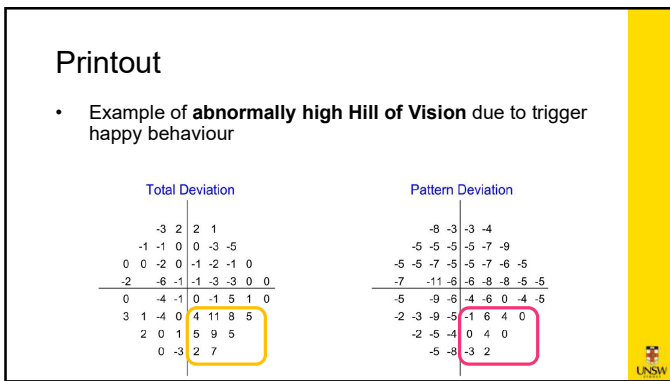 Printout
• Example of abnormally high Hill of Vision due to trigger
happy behaviour
Total Deviation
-3 2 2 1
-1 -1 0 0 -3 -5
0 0 -2 0 -1 -2 -1 0
-2 -6 -1 -1 -3 -3 0 0
0 -4 -1 0 -1 5 1 0
3 1 -4 0 4 11 8 5
2 0 1 5 9 5
0 -3 2 7
Pattern Deviation
-8 -3 -3 -4
-5 -5 -5 -5 -7 -9
-5 -5 -7 -5 -5 -7 -6 -5
-7 -11 -6 -6 -8 -8 -5 -5
-5 -9 -6 -4 -6 0 -4 -5
-2 -3 -9 -5 -1 6 4 0
-2 -5 -4 0 4 0
-5 -8 -3 2
UNSW